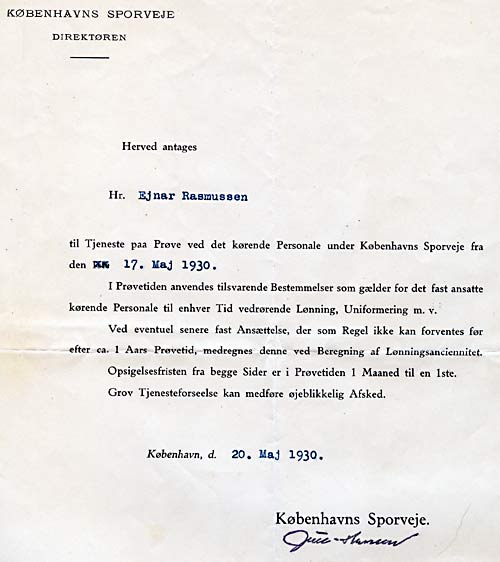 KØBENHAVNS SPORVEJE
DIREKTØREN
Herved antages
Hr. Ejnar Rasmussen
til Tjeneste paa Prøve ved det kørende Personale under Københavns Sporveje fra
den 17. Maj 1930.
I Prøvetiden anvendes tilsvarende Bestemmelser som gælder for det fast ansatte
kørende Personale til enhver Tid vedrørende Lønning, Uniformering m. v.
Ved eventuel senere fast Ansættelse, der som Regel ikke kan forventes før
efter ca. 1 Aars Prøvetid, medregnes denne ved Beregning af Lønningsanciennitet.
Opsigelsesfristen fra begge Sider er i Prøvetiden 1 Maaned til en 1ste.
Grov Tjenesteforseelse kan medføre øjeblikkelig Afsked.
København, d. 20. Maj 1930.
Københavns Sporveje.